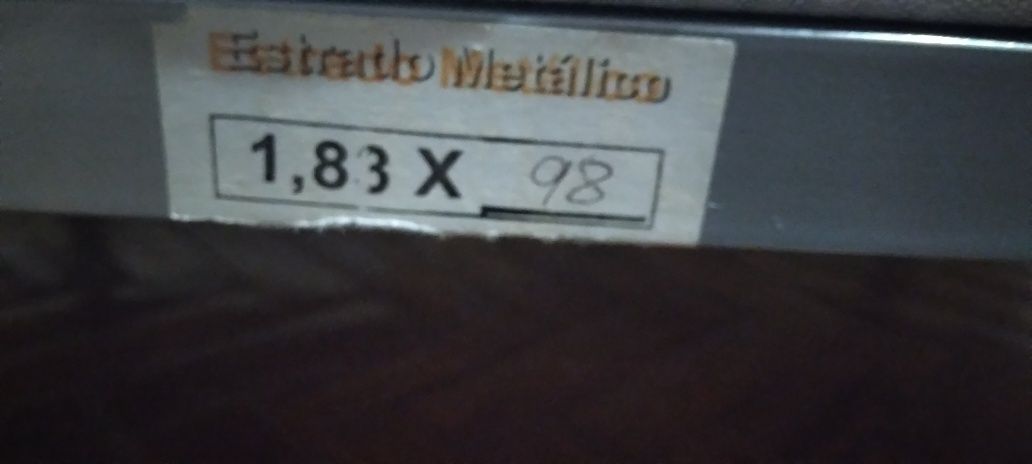 Estrado Metálico
1,83 X 98